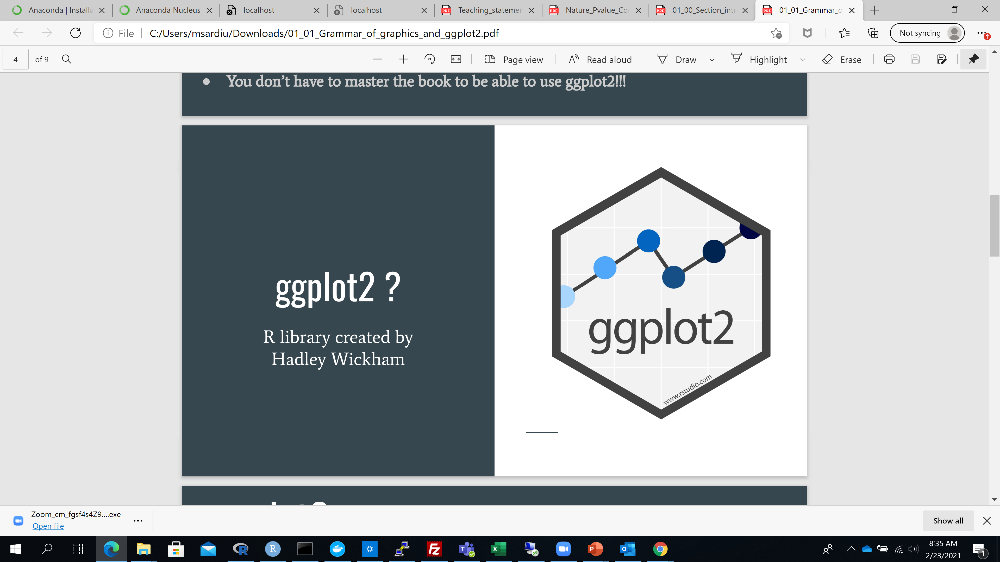 Anaconda | Installa
Anaconda Nucleus
localhost
localhost
Teaching_statemen
Nature_Pvalue_Co
01_00_Section_intr
01_01_Grammar_o
File
C:/Users/msardiu/Downloads/01_01_Grammar_of_graphics_and_ggplot2.pdf
Not syncing
4 of 9
Page view
Read aloud
Draw
Highlight
Erase
● You don’t have to master the book to be able to use ggplot2!!!
ggplot2 ?
R library created by
Hadley Wickham
ggplot2
www.rstudio.com
Zoom_cm_fgsf4s4Z9....exe
Open file
Show all
8:35 AM
2/23/2021
1